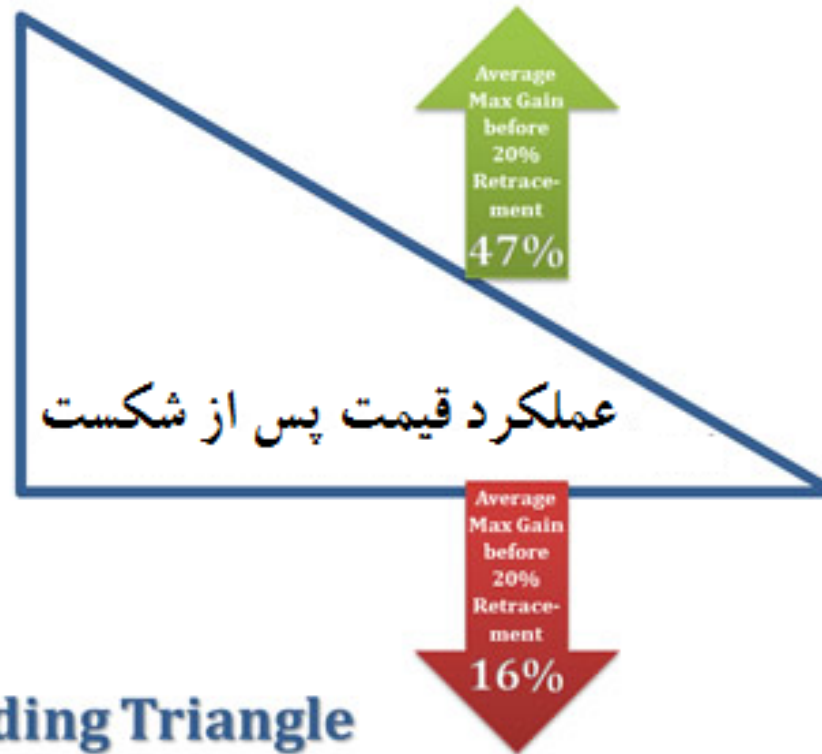 Average
Max Gain
before
20%
Retrace-
ment
47%
عملکرد قیمت پس از شکست
Average
Max Gain
before
20%
Retrace-
ment
16%
ding Triangle